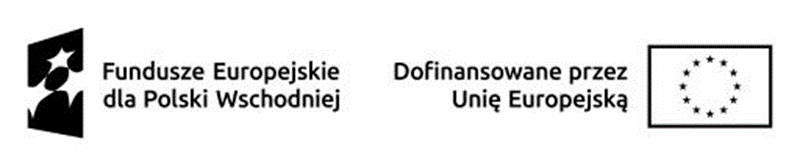 Fundusze Europejskie
dla Polski Wschodniej
Dofinansowane przez
Unię Europejską